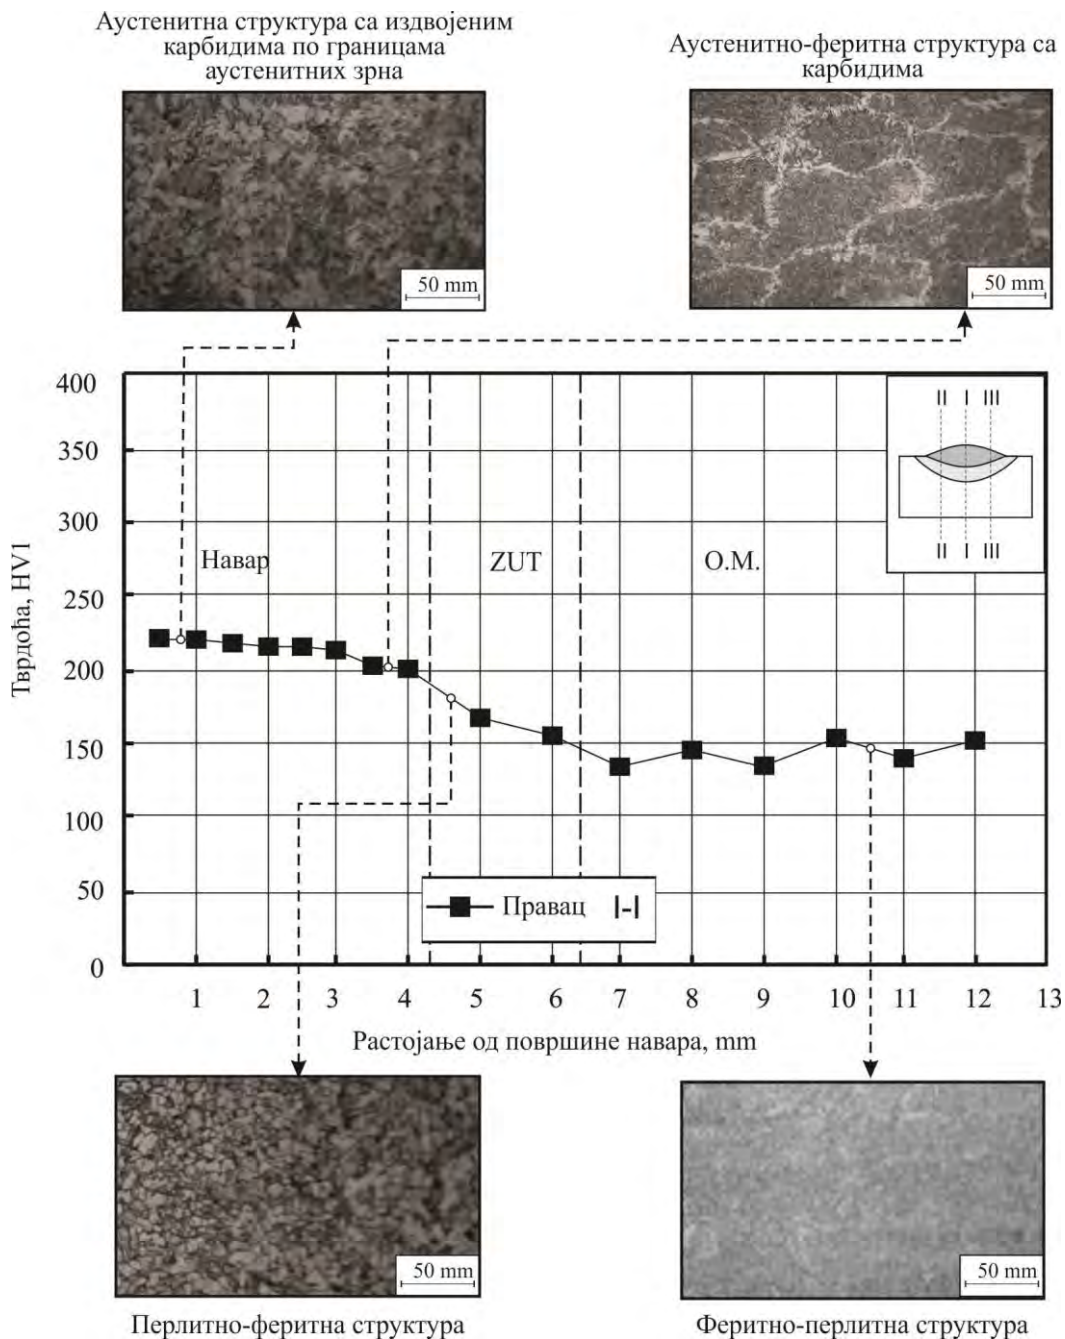 Аустенитна структура са издвојеним
карбидима по границама
аустенитних зрна
Аустенитно-феритна структура са
карбидима
50 mm
50 mm
400
350
300
250
200
150
100
50
0
Тврдоћа, HV1
Навар
ZUT
О.М.
II I III
II I III
Правац I-I
1 2 3 4 5 6 7 8 9 10 11 12 13
Растојање од површине навара, mm
50 mm
50 mm
Перлитно-феритна структура
Феритно-перлитна структура